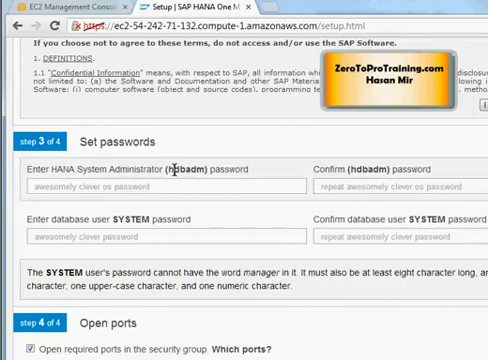 EC2 Management Consol
Setup | SAP HANA One M
https://ec2-54-242-71-132.compute-1.amazonaws.com/setup.html
If you choose not to agree to these terms, do not access and/or use the SAP Software.
1. DEFINITIONS.
1.1 "Confidential Information" means, with respect to SAP, all information whi disclosur
not limited to: (a) the Software and Documentation and other SAP Materia
Software: (i) computer software (object and source codes), programming te
ZeroToProTraining.com
Hasan Mir
step 3 of 4 Set passwords
Enter HANA System Administrator (hdbadm) password Confirm (hdbadm) password
awesomely clever os password repeat awesomely clever os password
Enter database user SYSTEM password Confirm database user SYSTEM password
awesomely clever password repeat awesomely clever password
The SYSTEM user's password cannot have the word manager in it. It must also be at least eight character long, a
character, one upper-case character, and one numeric character.
step 4 of 4 Open ports
Open required ports in the security group. Which ports?